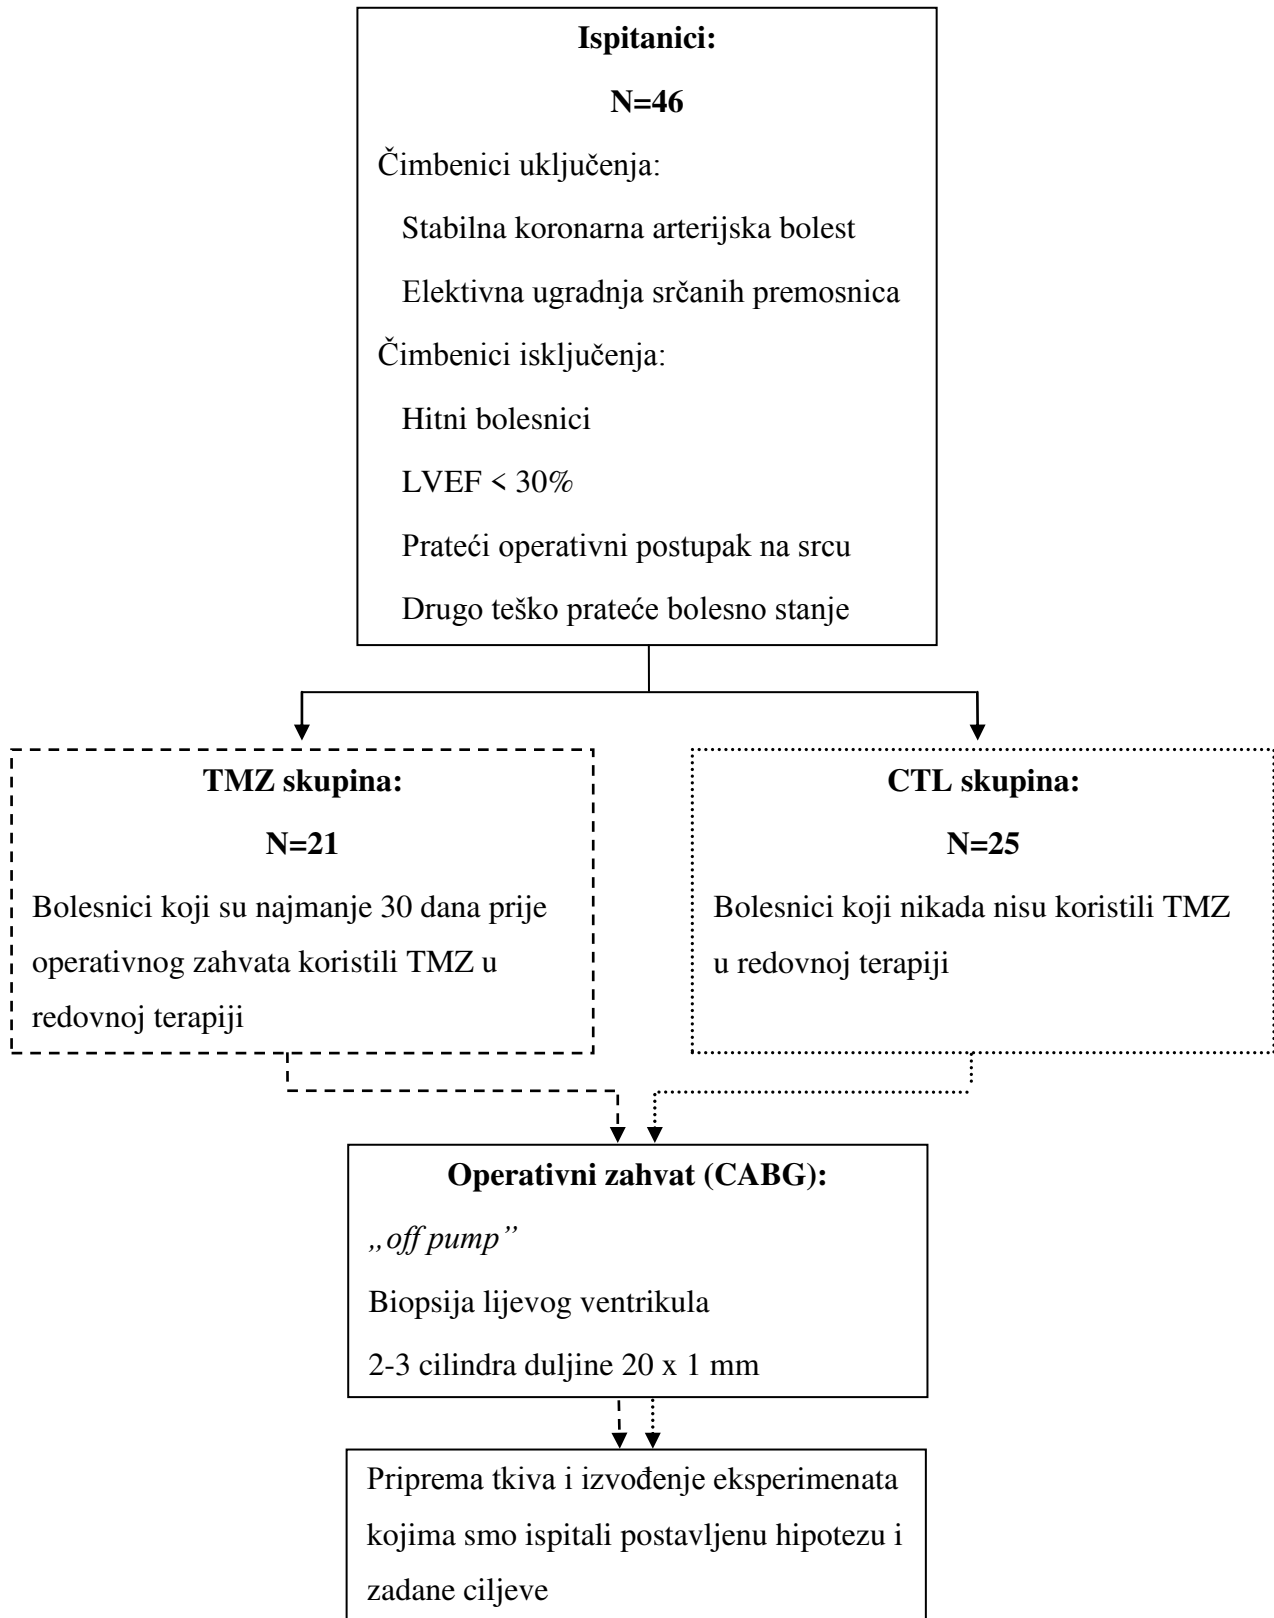 Ispitanici:
N=46
Čimbenici uključenja:
Stabilna koronarna arterijska bolest
Elektivna ugradnja srčanih premosnica
Čimbenici isključenja:
Hitni bolesnici
LVEF < 30%
Prateći operativni postupak na srcu
Drugo teško prateće bolesno stanje
TMZ skupina:
N=21
Bolesnici koji su najmanje 30 dana prije
operativnog zahvata koristili TMZ u
redovnoj terapiji
CTL skupina:
N=25
Bolesnici koji nikada nisu koristili TMZ
u redovnoj terapiji
Operativni zahvat (CABG):
„off pump”
Biopsija lijevog ventrikula
2-3 cilindra duljine 20 x 1 mm
Priprema tkiva i izvođenje eksperimenata
kojima smo ispitali postavljenu hipotezu i
zadane ciljeve